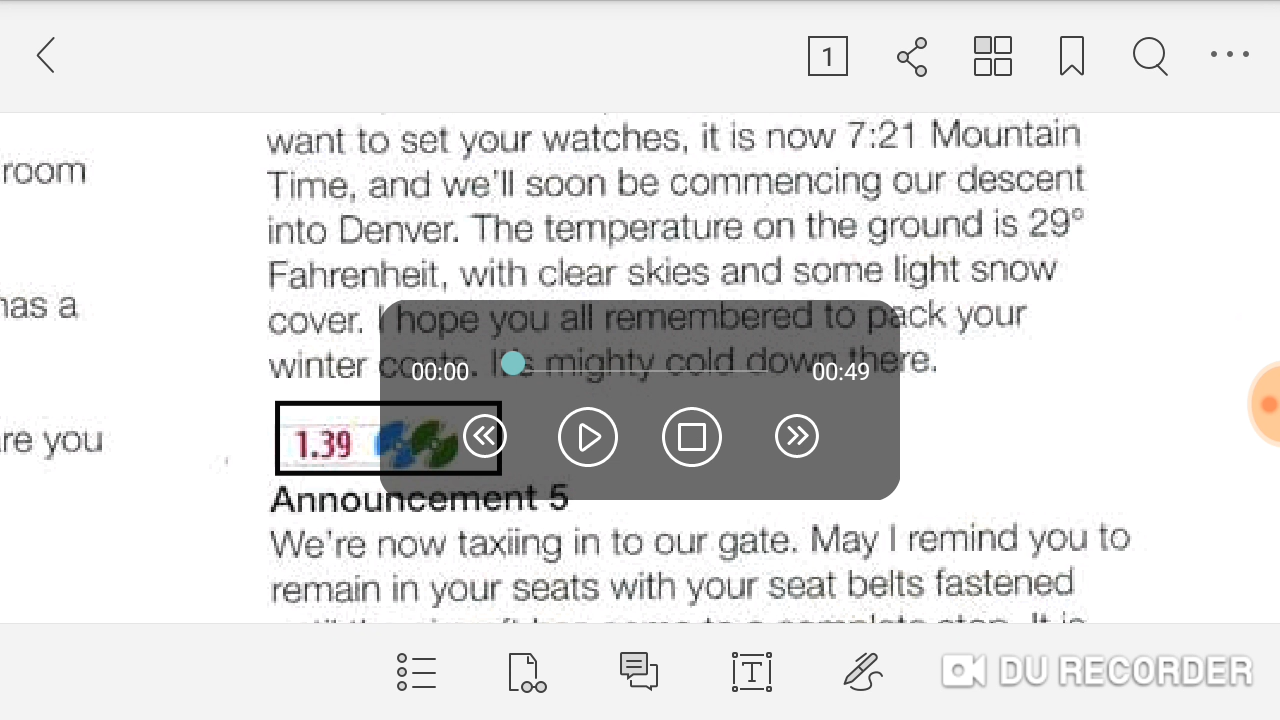 1
want to set your watches, it is now 7:21 Mountain
room
Time, and we'll soon be commencing our descent
into Denver. The temperature on the ground is 29°
Fahrenheit, with clear skies and some light snow
has a
cover. I hope you all remembered to pack your
winter coats. It's mighty cold down there.
00:00 00:49
are you
1.39
Announcement 5
We're now taxiing in to our gate. May I remind you to
remain in your seats with your seat belts fastened
T
DU RECORDER